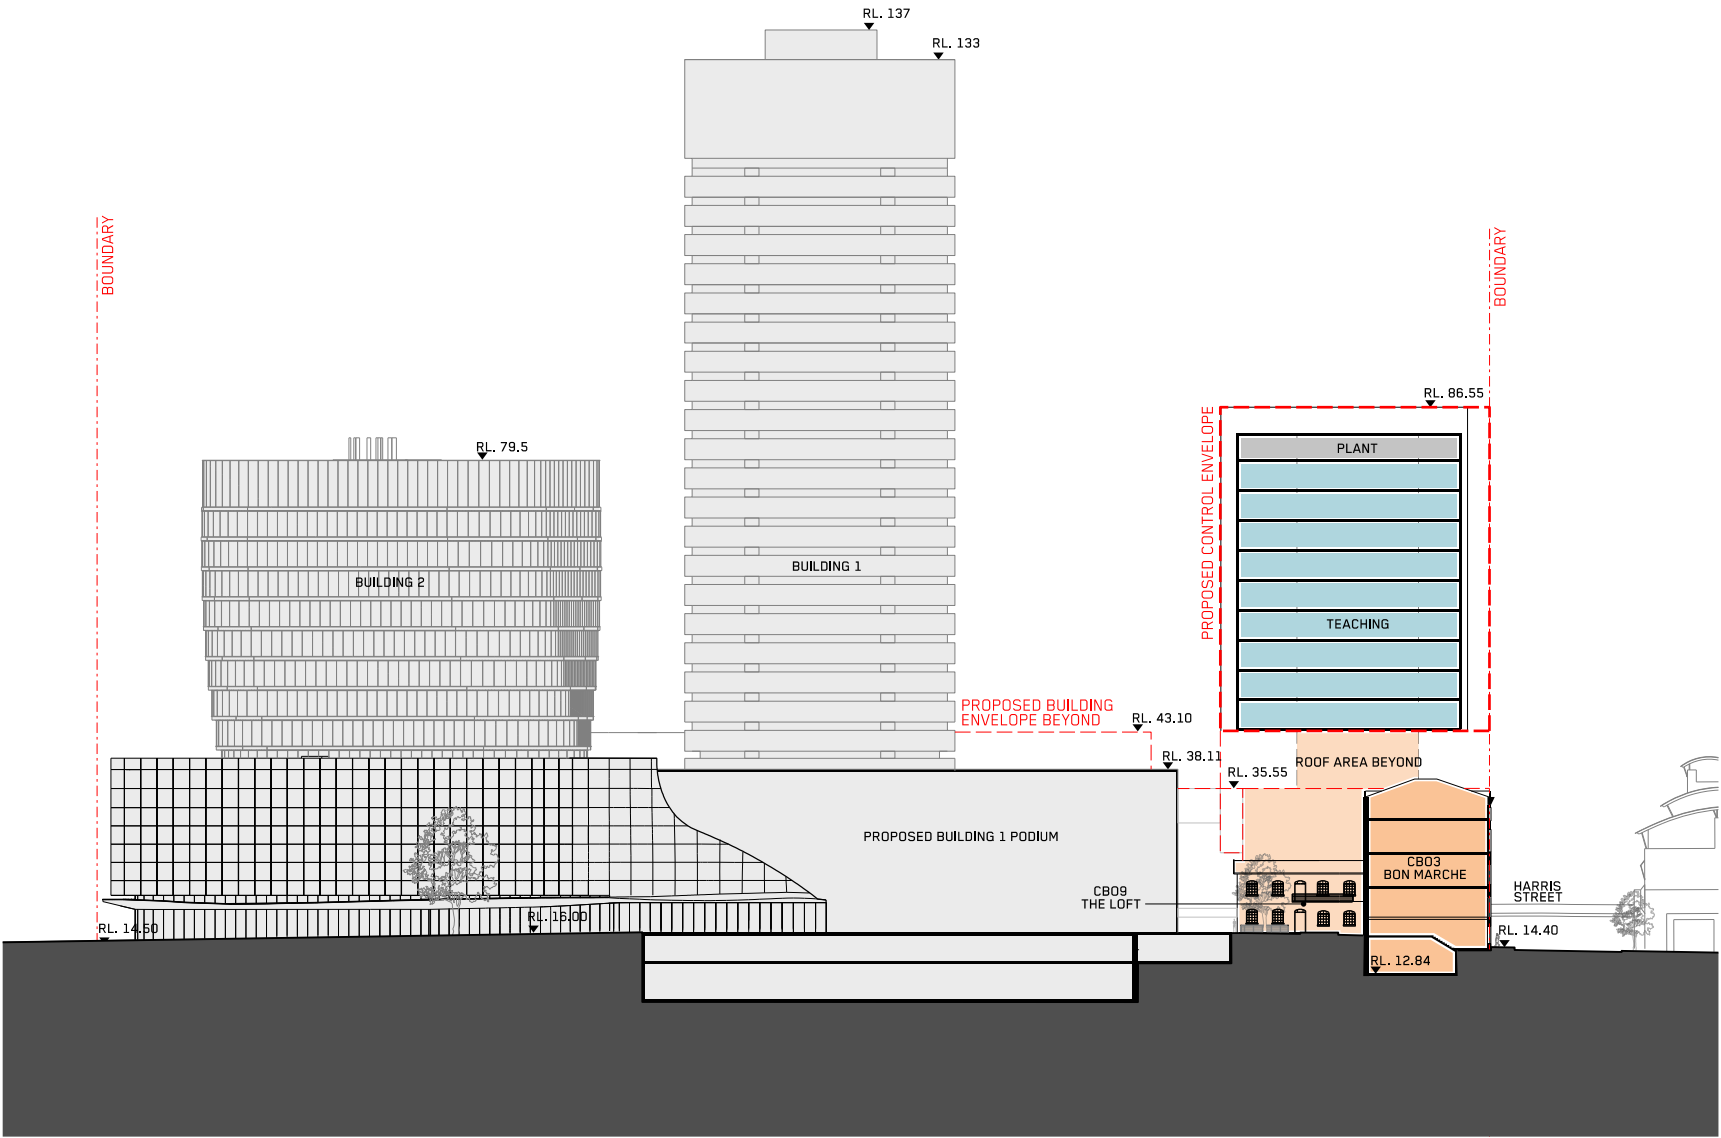 RL. 137
RL. 133
BOUNDARY
BOUNDARY
RL. 86.55
PROPOSED CONTROL ENVELOPE
RL. 79.5
PLANT
BUILDING 2
BUILDING 1
TEACHING
PROPOSED BUILDING
ENVELOPE BEYOND
RL. 43.10
RL. 38.11
RL. 35.55
ROOF AREA BEYOND
PROPOSED BUILDING 1 PODIUM
CB03
BON MARCHE
CB09
THE LOFT
HARRIS
STREET
RL. 16.00
RL. 14.60
RL. 14.40
RL. 12.84